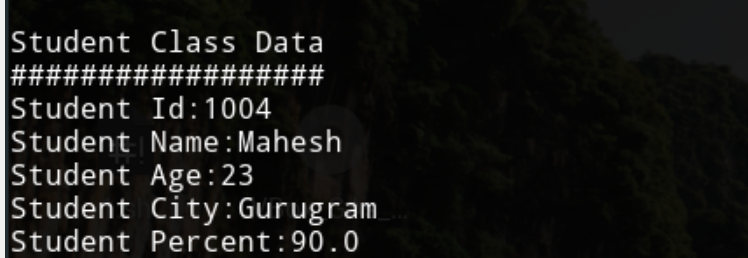 Student Class Data
##################
Student Id:1004
Student Name:Mahesh
Student Age:23
Student City:Gurugram
Student Percent:90.0